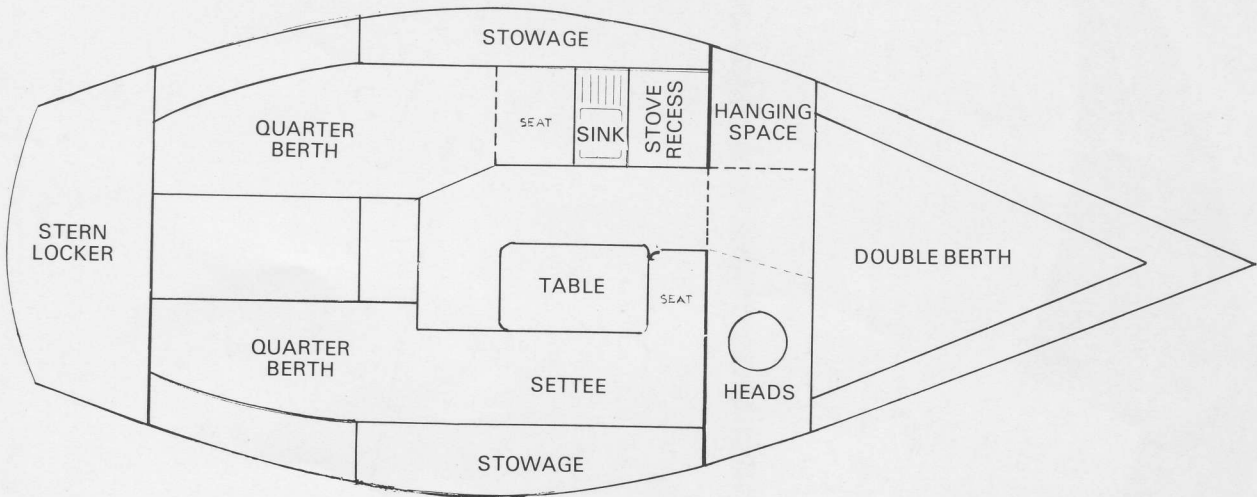 STOWAGE
QUARTER
BERTH
SEAT
SINK
STOVE
RECESS
HANGING
SPACE
STERN
LOCKER
TABLE
SEAT
DOUBLE BERTH
QUARTER
BERTH
SETTEE
HEADS
STOWAGE